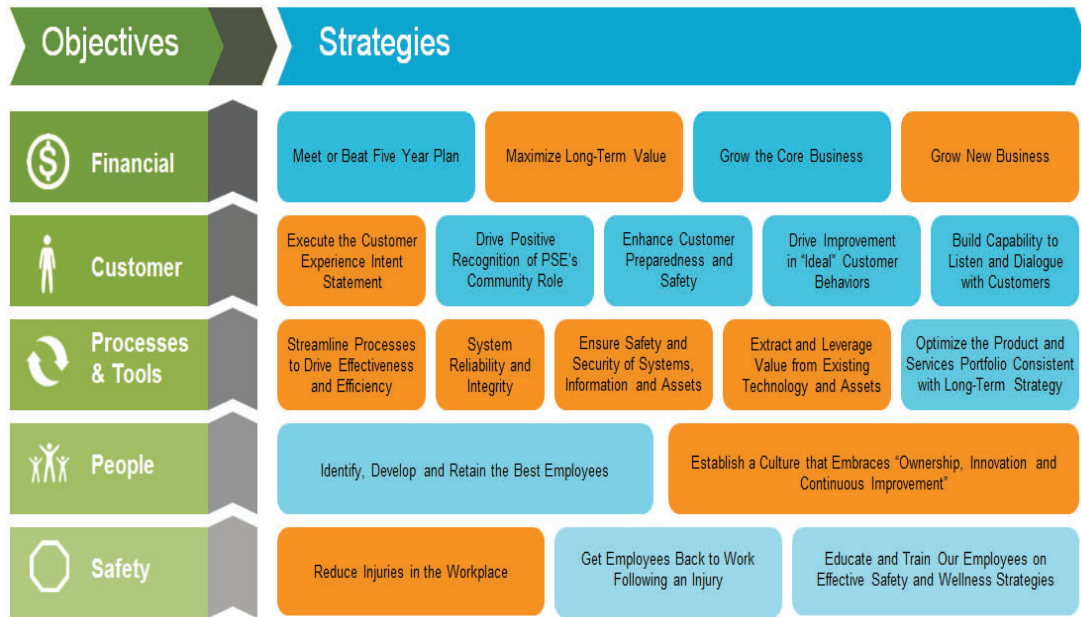 Objectives
Strategies
Financial
Meet or Beat Five Year Plan
Maximize Long-Term Value
Grow the Core Business
Grow New Business
Customer
Execute the Customer
Experience Intent
Statement
Drive Positive
Recognition of PSE's
Community Role
Enhance Customer
Preparedness and
Safety
Drive Improvement
in "Ideal" Customer
Behaviors
Build Capability to
Listen and Dialogue
with Customers
Processes
& Tools
Streamline Processes
to Drive Effectiveness
and Efficiency
System
Reliability and
Integrity
Ensure Safety and
Security of Systems,
Information and Assets
Extract and Leverage
Value from Existing
Technology and Assets
Optimize the Product and
Services Portfolio Consistent
with Long-Term Strategy
People
Identify, Develop and Retain the Best Employees
Establish a Culture that Embraces "Ownership, Innovation and
Continuous Improvement"
Safety
Reduce Injuries in the Workplace
Get Employees Back to Work
Following an Injury
Educate and Train Our Employees on
Effective Safety and Wellness Strategies